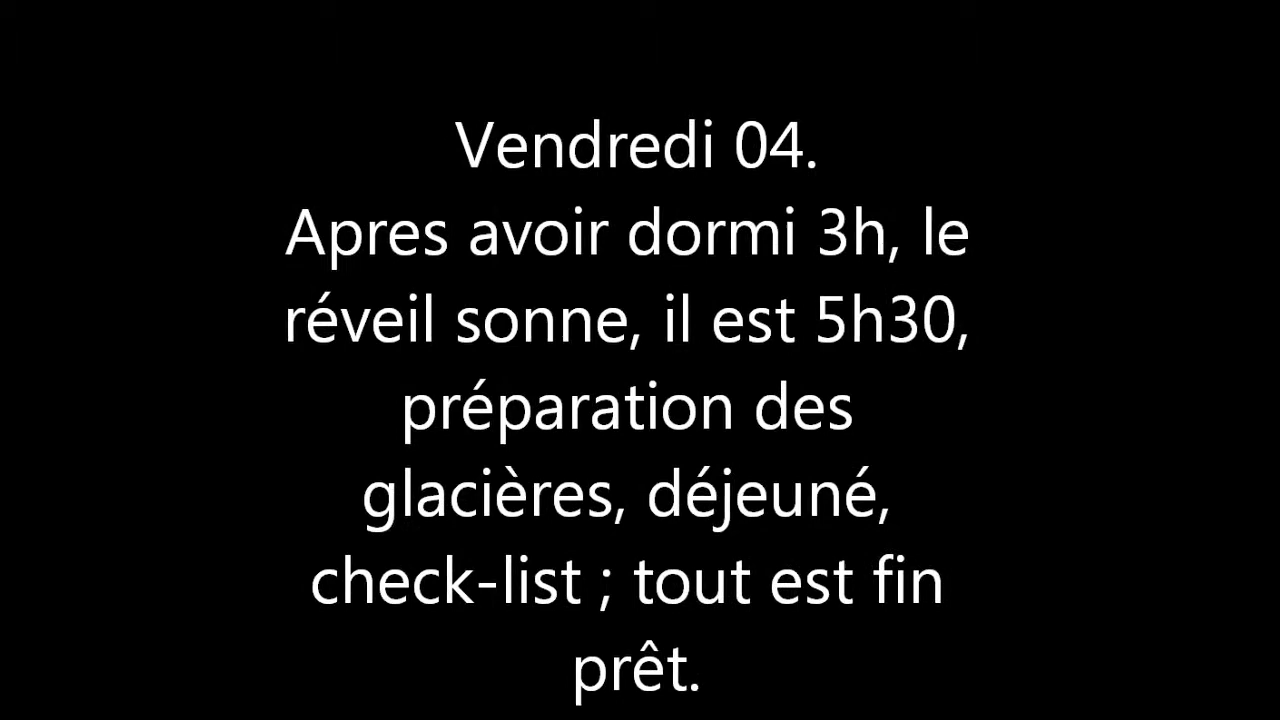 Vendredi 04.
Apres avoir dormi 3h, le
réveil sonne, il est 5h30,
préparation des
glacières, déjeuné,
check-list ; tout est fin
prêt.